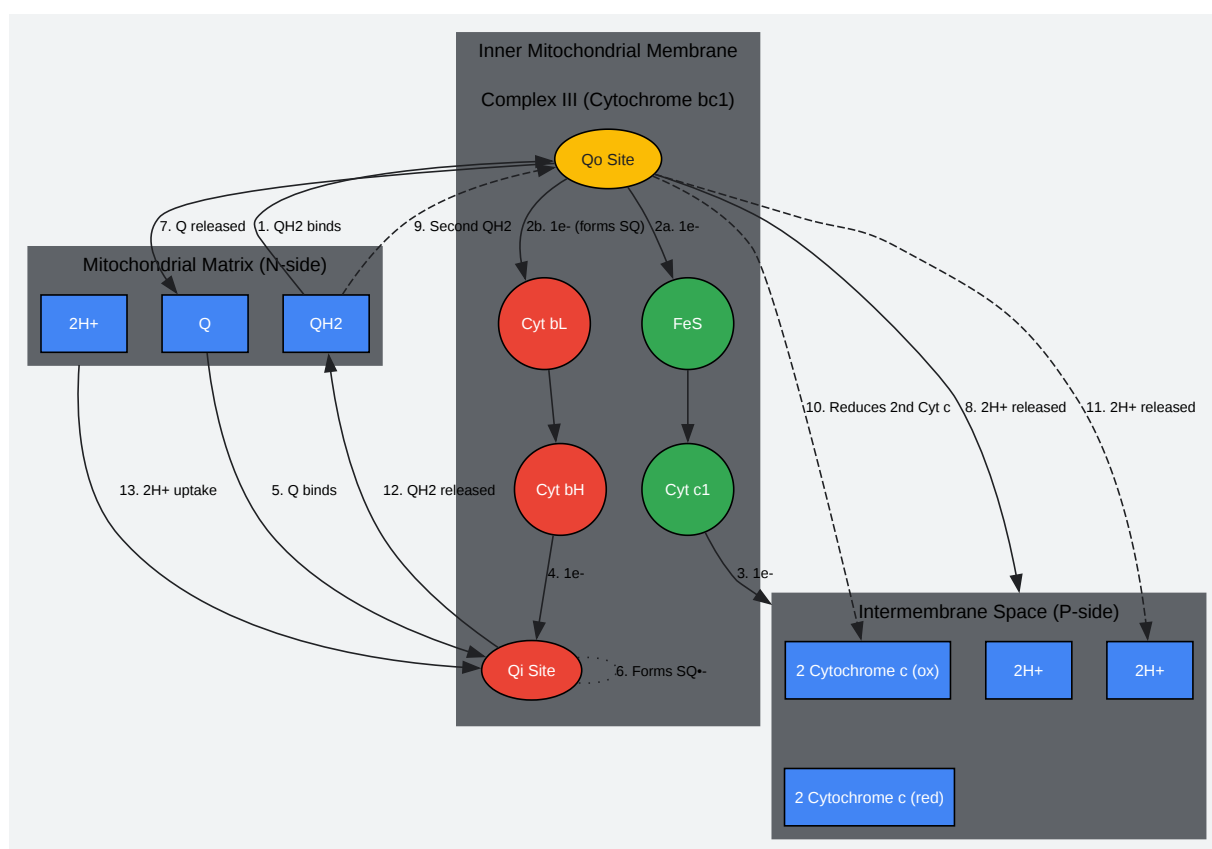 Inner Mitochondrial Membrane
Complex III (Cytochrome bc1)
Qo Site
7. Q released
1. QH2 binds
9. Second QH2
2b. 1e- (forms SQ)
2a. 1e-
Mitochondrial Matrix (N-side)
2H+
Q
QH2
Cyt bL
FeS
10. Reduces 2nd Cyt c
8. 2H+ released
11. 2H+ released
13. 2H+ uptake
5. Q binds
12. QH2 released
Cyt bH
Cyt c1
4. 1e-
3. 1e-
Intermembrane Space (P-side)
Qi Site
6. Forms SQ•-
2 Cytochrome c (ox)
2H+
2H+
2 Cytochrome c (red)